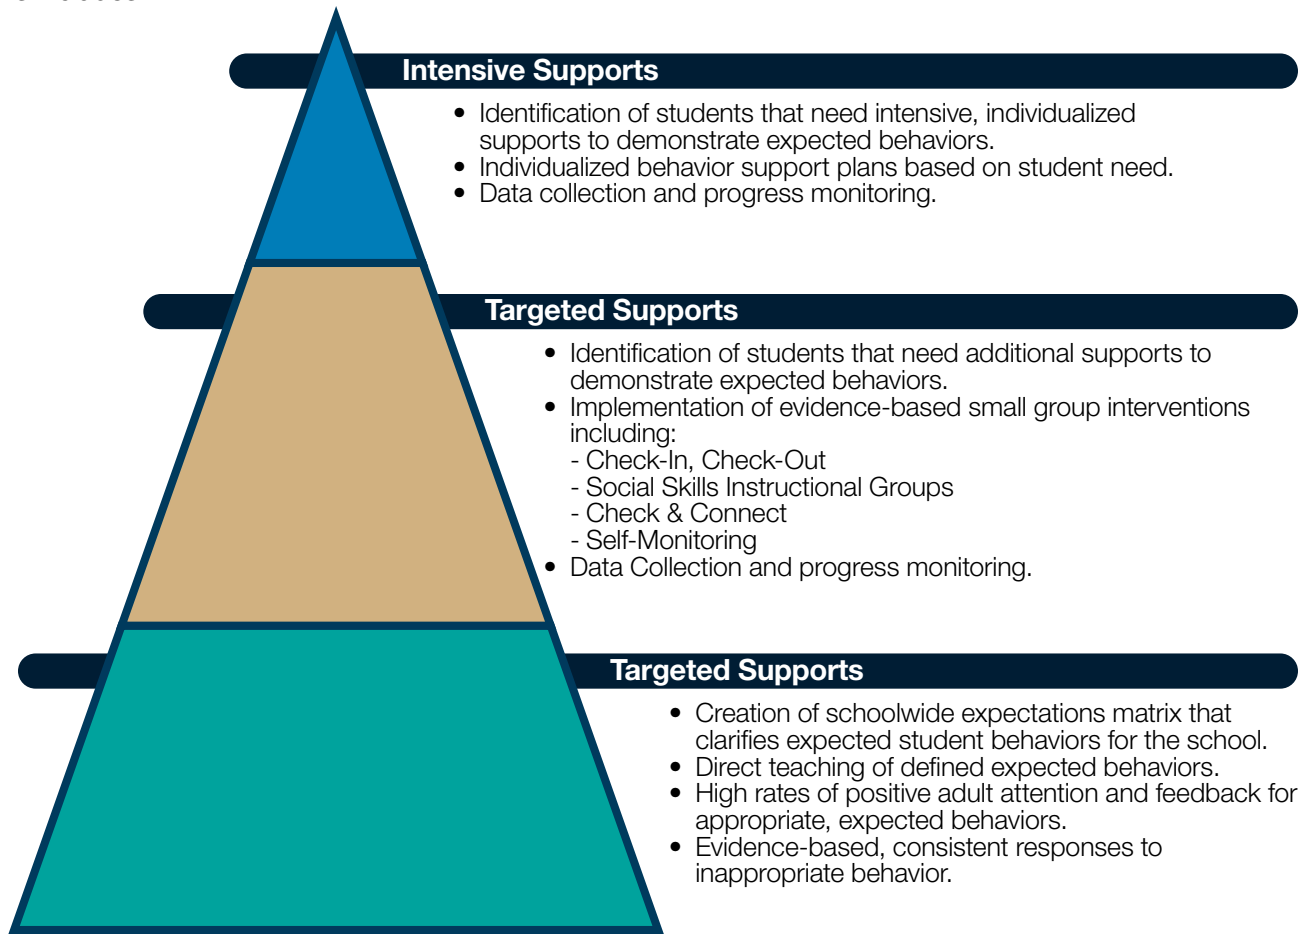 Intensive Supports
• Identification of students that need intensive, individualized
supports to demonstrate expected behaviors.
• Individualized behavior support plans based on student need.
• Data collection and progress monitoring.
Targeted Supports
• Identification of students that need additional supports to
demonstrate expected behaviors.
• Implementation of evidence-based small group interventions
including:
- Check-In, Check-Out
- Social Skills Instructional Groups
- Check & Connect
- Self-Monitoring
• Data Collection and progress monitoring.
Targeted Supports
• Creation of schoolwide expectations matrix that
clarifies expected student behaviors for the school.
• Direct teaching of defined expected behaviors.
• High rates of positive adult attention and feedback for
appropriate, expected behaviors.
• Evidence-based, consistent responses to
inappropriate behavior.